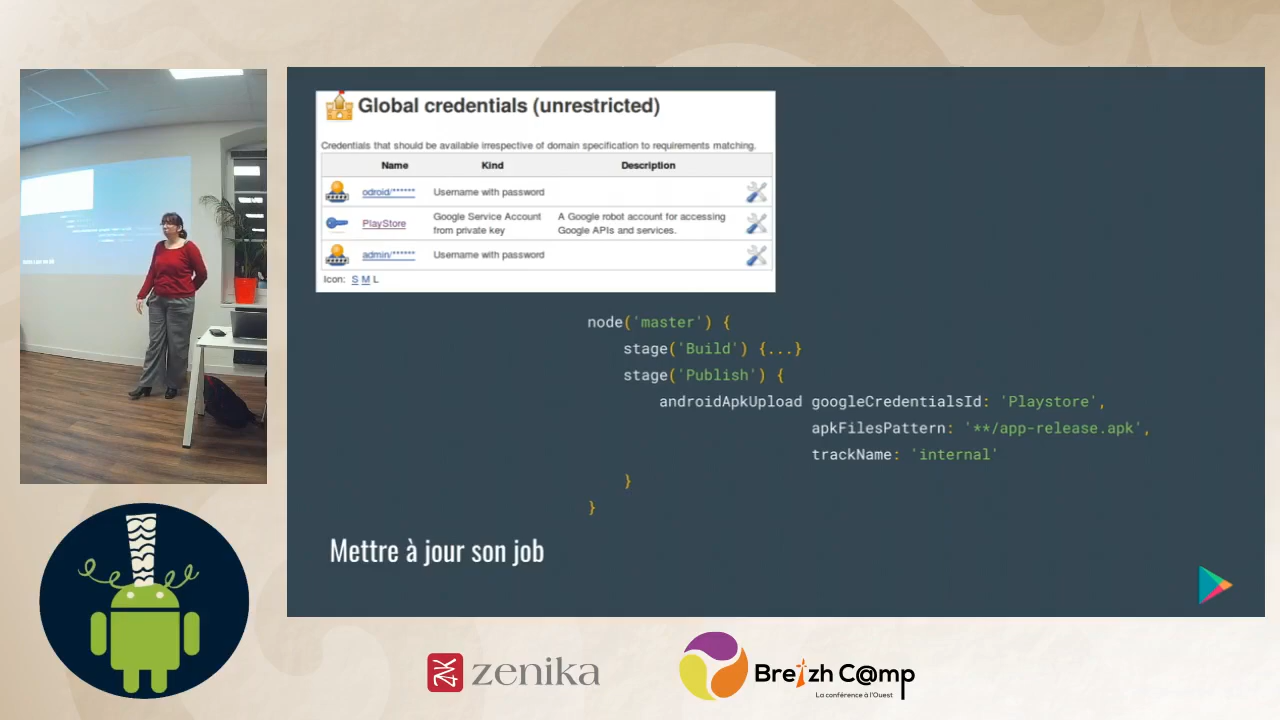 Global credentials (unrestricted)
Credentials that should be available irrespective of domain specification to requirements matching.
Name Kind Description
odroid/****** Username with password
PlayStore Google Service Account from private key A Google robot account for accessing Google APIs and services.
admin/****** Username with password
Icon: S M L
node('master') {
stage('Build') {...}
stage('Publish') {
androidApkUpload googleCredentialsId: 'Playstore',
apkFilesPattern: '**/app-release.apk',
trackName: 'internal'
}
}
Mettre à jour son job
ZK zenika
Breizh C@mp
La conférence à l'Ouest